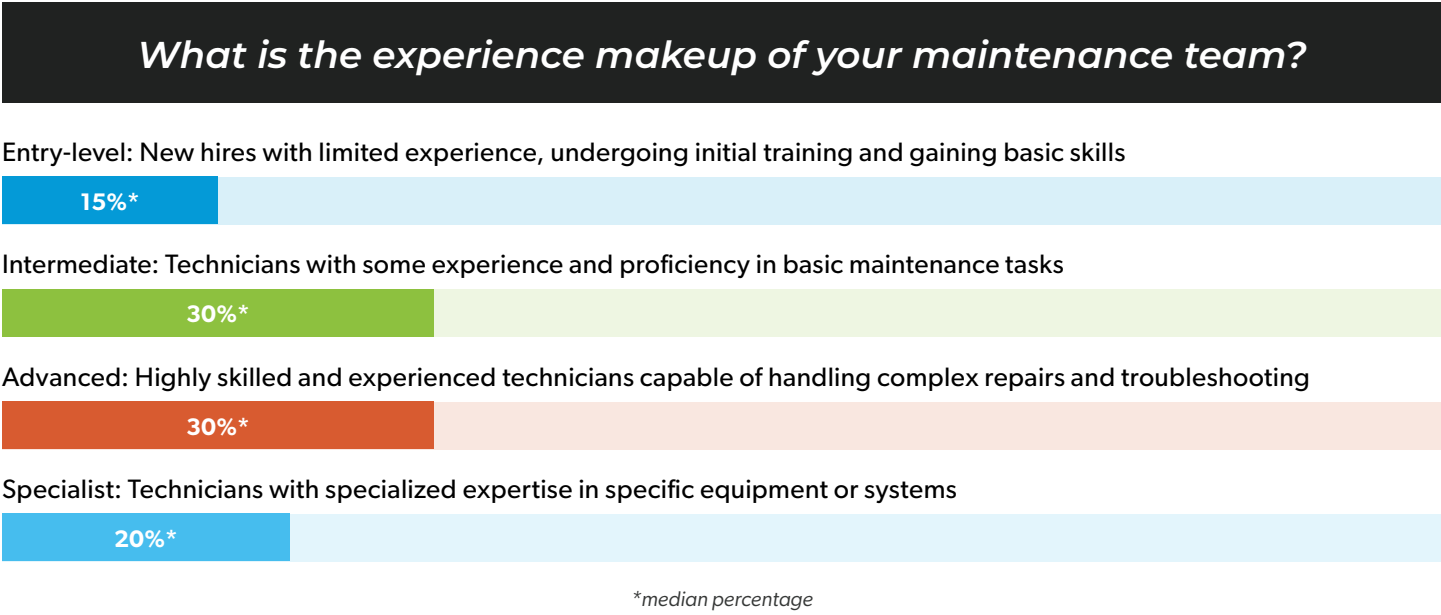 What is the experience makeup of your maintenance team?
Entry-level: New hires with limited experience, undergoing initial training and gaining basic skills
15%*
Intermediate: Technicians with some experience and proficiency in basic maintenance tasks
30%*
Advanced: Highly skilled and experienced technicians capable of handling complex repairs and troubleshooting
30%*
Specialist: Technicians with specialized expertise in specific equipment or systems
20%*
*median percentage